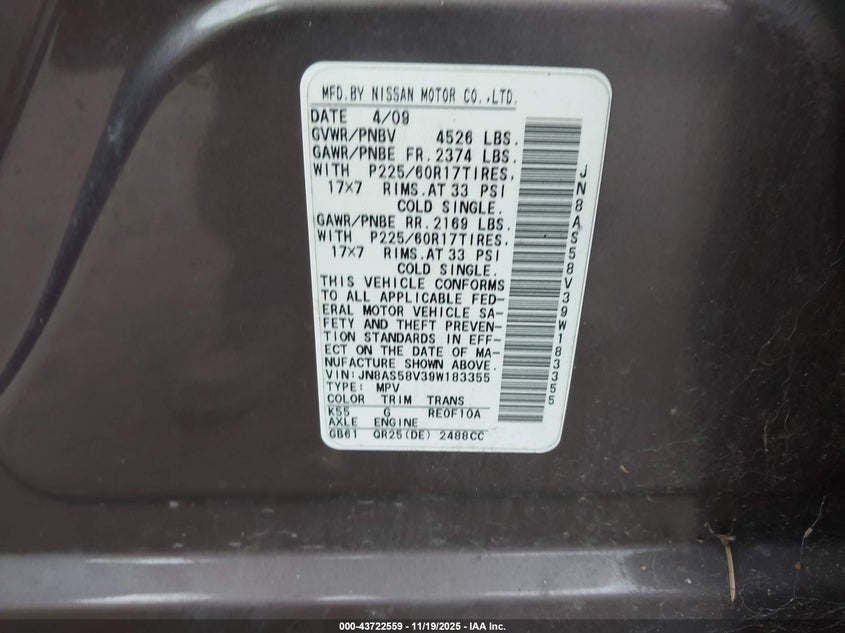 MFD.BY NISSAN MOTOR CO.,LTD.
DATE 4/09
GVWR/PNBV 4526 LBS.
GAWR/PNBE FR.2374 LBS.
WITH P225/60R17TIRES.
17x7 RIMS.AT 33 PSI
COLD SINGLE.
GAWR/PNBE RR.2169 LBS.
WITH P225/60R17TIRES.
17x7 RIMS.AT 33 PSI
COLD SINGLE.
THIS VEHICLE CONFORMS
TO ALL APPLICABLE FED-
ERAL MOTOR VEHICLE SA-
FETY AND THEFT PREVEN-
TION STANDARDS IN EFF-
ECT ON THE DATE OF MA-
NUFACTURE SHOWN ABOVE.
VIN:JN8AS58V39W183355
TYPE: MPV
COLOR TRIM TRANS
K55 G RE0F10A
AXLE ENGINE
GB61 QR25(DE) 2488CC
JN8AS58V39W183355
000-43722559 - 11/19/2025 - IAA Inc.